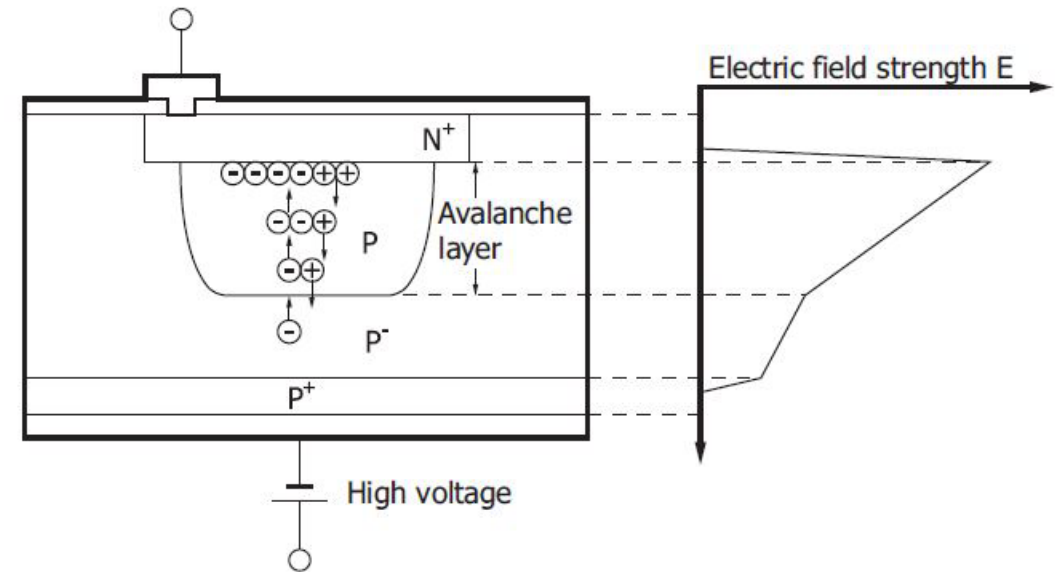 Electric field strength E
N⁺
- - - - + +
- - +
Avalanche
layer
P
- +
-
P⁻
P⁺
High voltage